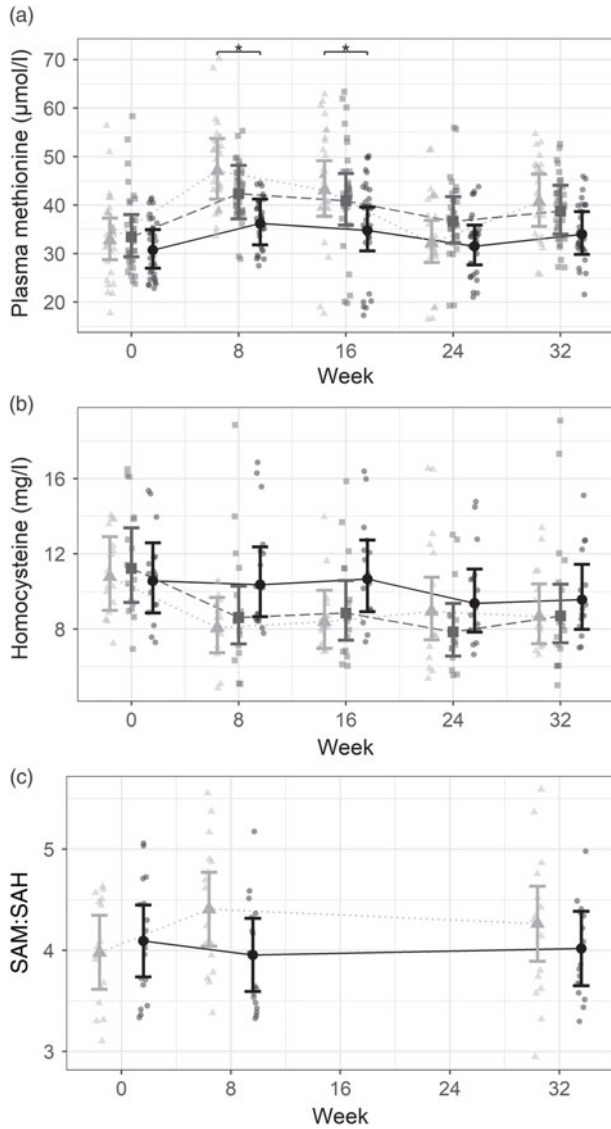 (a)
* *
70
60
50
40
30
20
Plasma methionine (μmol/l)
0 8 16 24 32
Week
(b)
16
12
8
Homocysteine (mg/l)
0 8 16 24 32
Week
(c)
5
4
3
SAM:SAH
0 8 16 24 32
Week